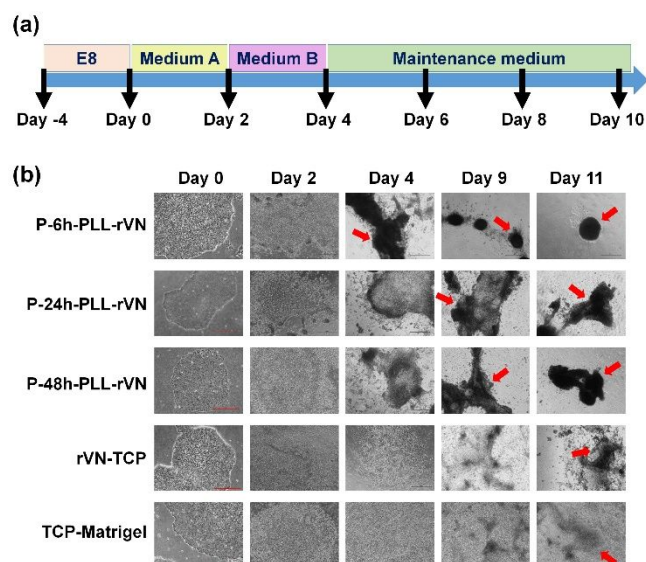 (a)
E8 Medium A Medium B Maintenance medium
Day -4 Day 0 Day 2 Day 4 Day 6 Day 8 Day 10
(b)
Day 0 Day 2 Day 4 Day 9 Day 11
P-6h-PLL-rVN
P-24h-PLL-rVN
P-48h-PLL-rVN
rVN-TCP
TCP-Matrigel